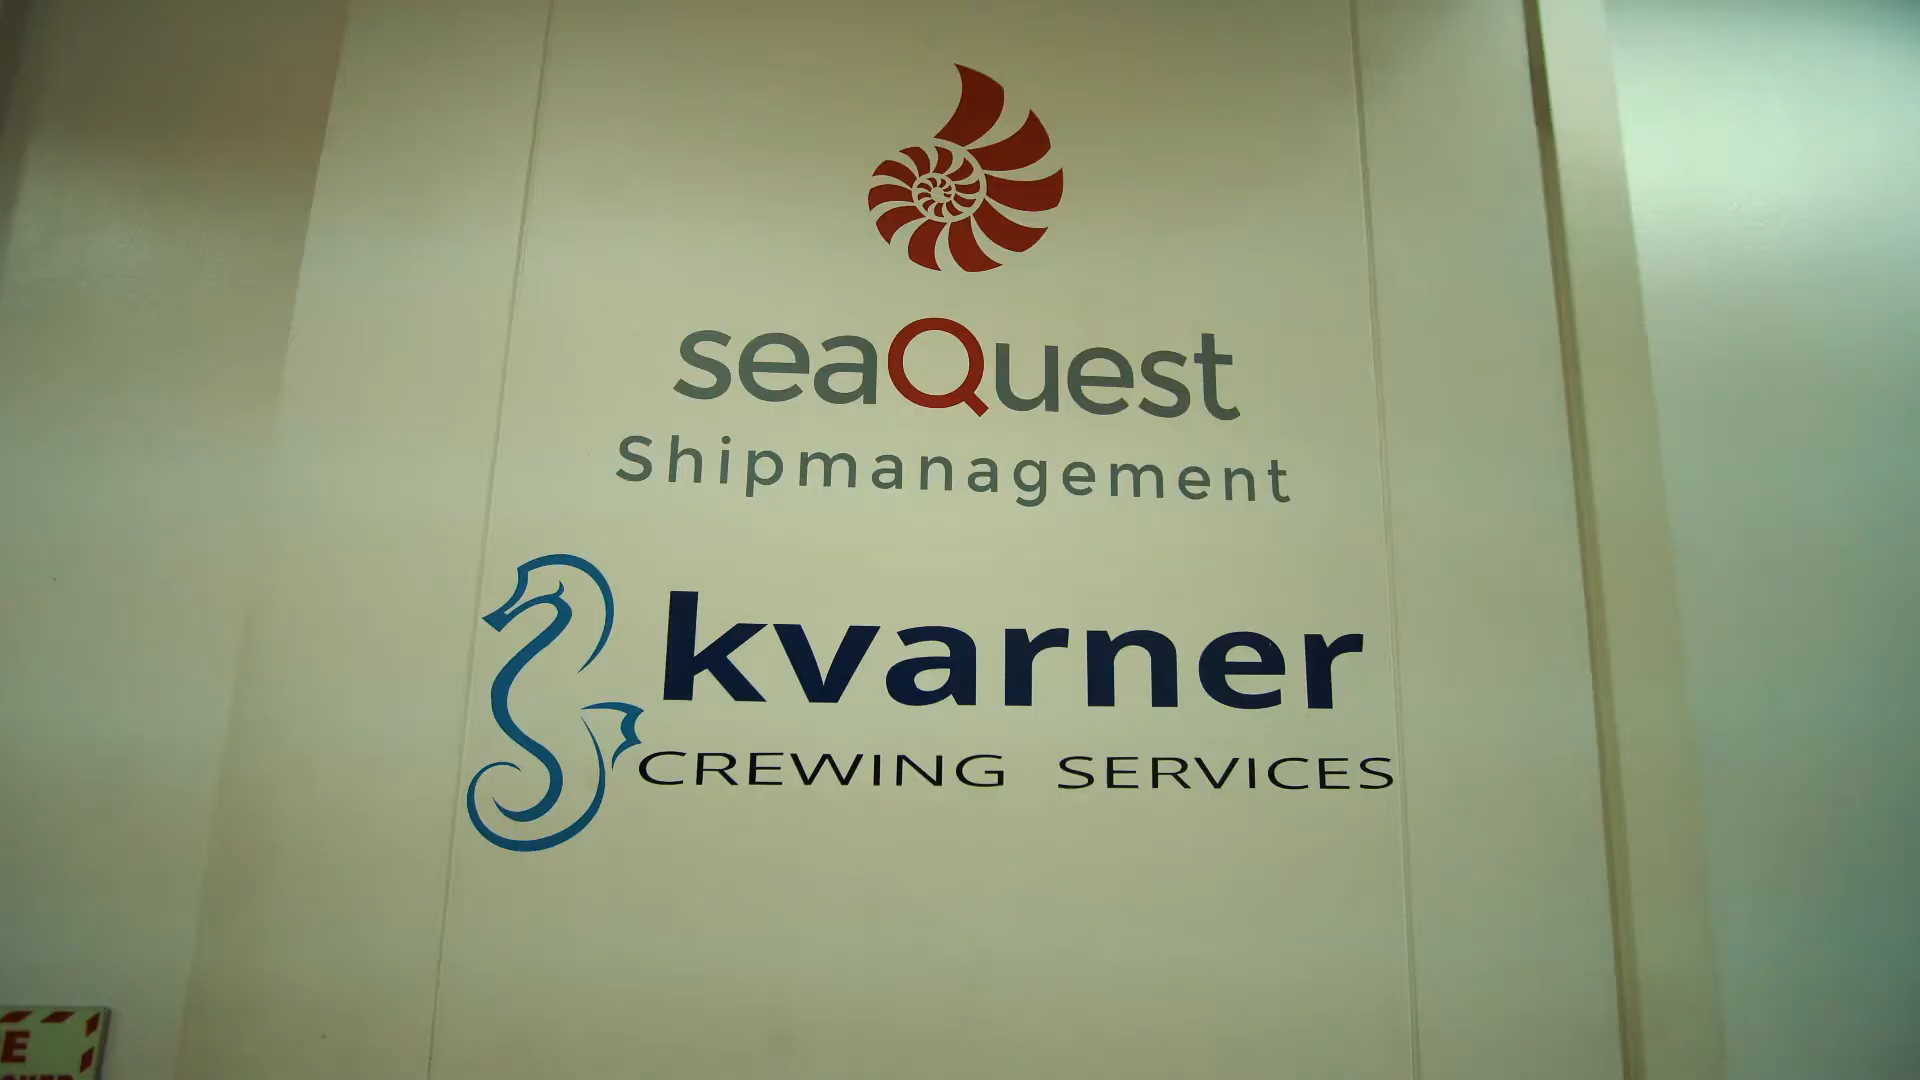 seaQuest
Shipmanagement
kvarner
CREWING SERVICES
E